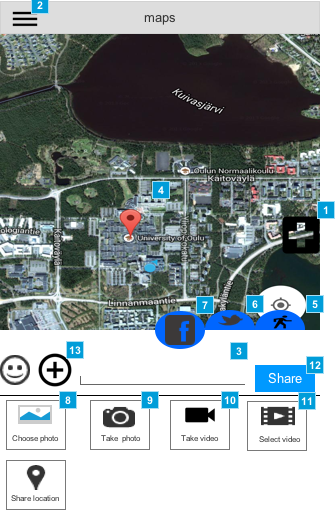 2
maps
Kuivasjärvi
Oulun Normaalikoulu
Kaitoväylä
4
1
University of Oulu
Linnanmaantie
5
6
7
3
13
12
Share
8
9
10
11
Choose photo
Take photo
Take video
Select video
Share location